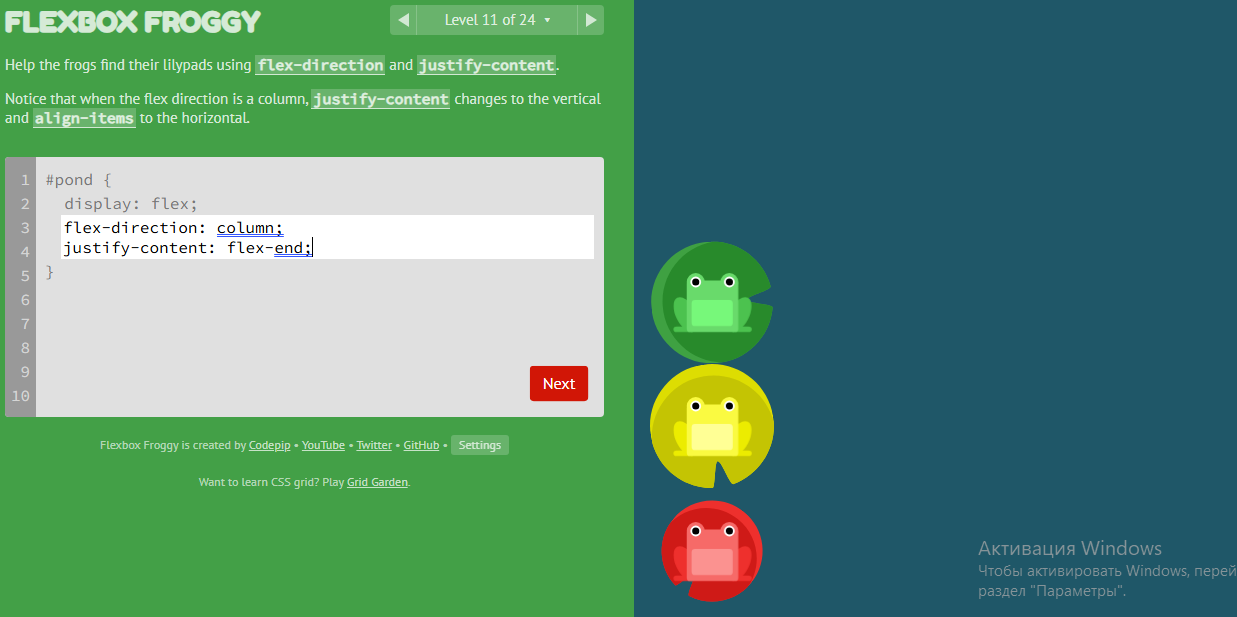 FLEXBOX FROGGY
Level 11 of 24
Help the frogs find their lilypads using flex-direction and justify-content.
Notice that when the flex direction is a column, justify-content changes to the vertical
and align-items to the horizontal.
1 #pond {
2 display: flex;
3 flex-direction: column;
4 justify-content: flex-end;
5 }
6
7
8
9
10
Next
Flexbox Froggy is created by Codepip • YouTube • Twitter • GitHub • Settings
Want to learn CSS grid? Play Grid Garden.
Активация Windows
Чтобы активировать Windows, перей
раздел "Параметры".